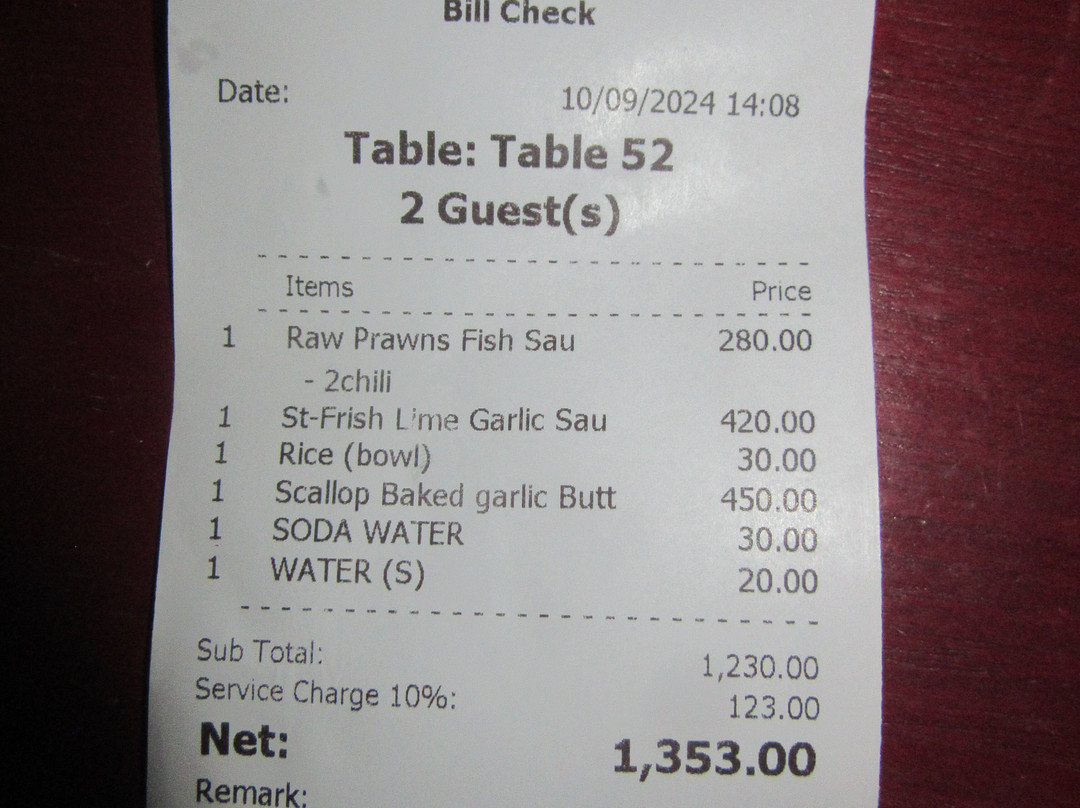 Bill Check
Date: 10/09/2024 14:08
Table: Table 52
2 Guest(s)
Items Price
1 Raw Prawns Fish Sau 280.00
- 2chili
1 St-Frish Lime Garlic Sau 420.00
1 Rice (bowl) 30.00
1 Scallop Baked garlic Butt 450.00
1 SODA WATER 30.00
1 WATER (S) 20.00
Sub Total: 1,230.00
Service Charge 10%: 123.00
Net: 1,353.00
Remark: